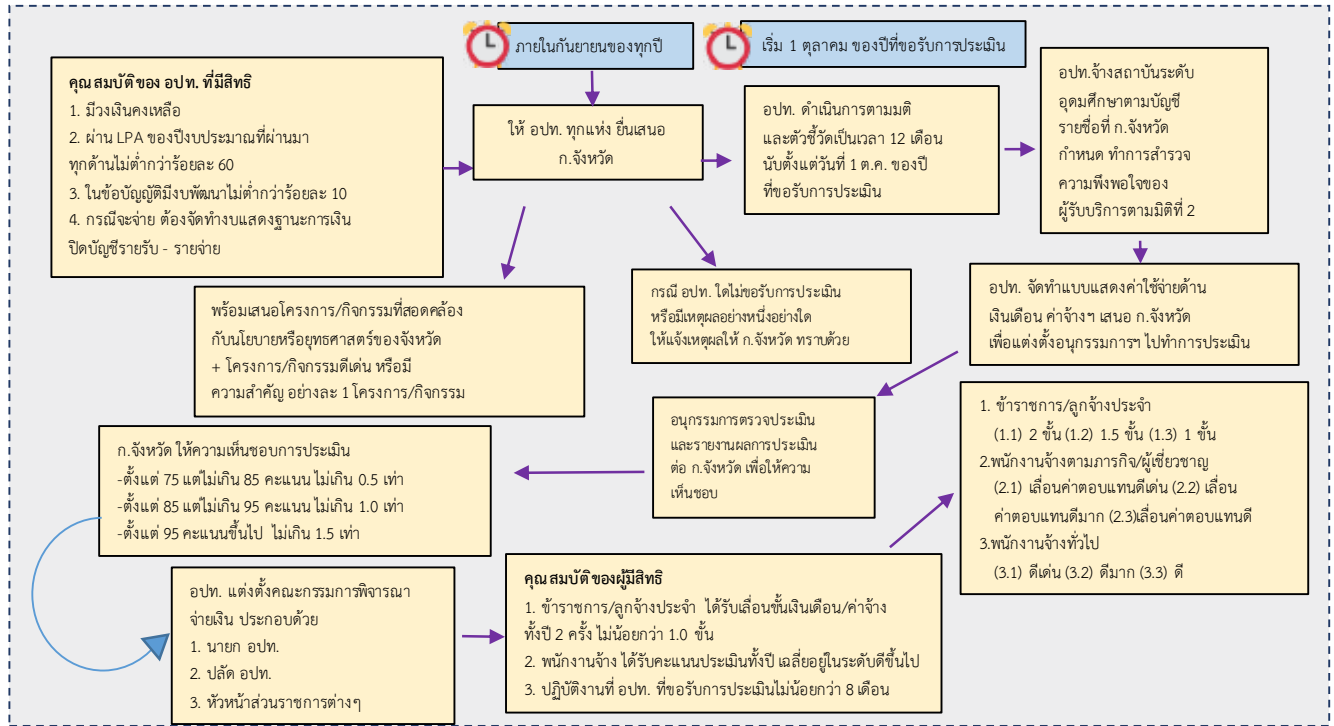 ภายในกันยายนของทุกปี
เริ่ม 1 ตุลาคม ของปีที่ขอรับการประเมิน
คุณสมบัติของ อปท. ที่มีสิทธิ
1. มีวงเงินคงเหลือ
2. ผ่าน LPA ของปีงบประมาณที่ผ่านมา
ทุกด้านไม่ต่ำกว่าร้อยละ 60
3. ในข้อบัญญัติมีงบพัฒนาไม่ต่ำกว่าร้อยละ 10
4. กรณีจะจ่าย ต้องจัดทำงบแสดงฐานะการเงิน
ปิดบัญชีรายรับ - รายจ่าย
ให้ อปท. ทุกแห่ง ยื่นเสนอ
ก.จังหวัด
อปท. ดำเนินการตามมติ
และตัวชี้วัดเป็นเวลา 12 เดือน
นับตั้งแต่วันที่ 1 ต.ค. ของปี
ที่ขอรับการประเมิน
อปท.จ้างสถาบันระดับ
อุดมศึกษาตามบัญชี
รายชื่อที่ ก.จังหวัด
กำหนด ทำการสำรวจ
ความพึงพอใจของ
ผู้รับบริการตามมิติที่ 2
พร้อมเสนอโครงการ/กิจกรรมที่สอดคล้อง
กับนโยบายหรือยุทธศาสตร์ของจังหวัด
+ โครงการ/กิจกรรมดีเด่น หรือมี
ความสำคัญ อย่างละ 1 โครงการ/กิจกรรม
กรณี อปท. ใดไม่ขอรับการประเมิน
หรือมีเหตุผลอย่างหนึ่งอย่างใด
ให้แจ้งเหตุผลให้ ก.จังหวัด ทราบด้วย
อปท. จัดทำแบบแสดงค่าใช้จ่ายด้าน
เงินเดือน ค่าจ้างฯ เสนอ ก.จังหวัด
เพื่อแต่งตั้งอนุกรรมการฯ ไปทำการประเมิน
อนุกรรมการตรวจประเมิน
และรายงานผลการประเมิน
ต่อ ก.จังหวัด เพื่อให้ความ
เห็นชอบ
ก.จังหวัด ให้ความเห็นชอบการประเมิน
-ตั้งแต่ 75 แต่ไม่เกิน 85 คะแนน ไม่เกิน 0.5 เท่า
-ตั้งแต่ 85 แต่ไม่เกิน 95 คะแนน ไม่เกิน 1.0 เท่า
-ตั้งแต่ 95 คะแนนขึ้นไป ไม่เกิน 1.5 เท่า
อปท. แต่งตั้งคณะกรรมการพิจารณา
จ่ายเงิน ประกอบด้วย
1. นายก อปท.
2. ปลัด อปท.
3. หัวหน้าส่วนราชการต่างๆ
คุณสมบัติของผู้มีสิทธิ
1. ข้าราชการ/ลูกจ้างประจำ ได้รับเลื่อนขั้นเงินเดือน/ค่าจ้าง
ทั้งปี 2 ครั้ง ไม่น้อยกว่า 1.0 ขั้น
2. พนักงานจ้าง ได้รับคะแนนประเมินทั้งปี เฉลี่ยอยู่ในระดับดีขึ้นไป
3. ปฏิบัติงานที่ อปท. ที่ขอรับการประเมินไม่น้อยกว่า 8 เดือน
1. ข้าราชการ/ลูกจ้างประจำ
(1.1) 2 ขั้น (1.2) 1.5 ขั้น (1.3) 1 ขั้น
2.พนักงานจ้างตามภารกิจ/ผู้เชี่ยวชาญ
(2.1) เลื่อนค่าตอบแทนดีเด่น (2.2) เลื่อน
ค่าตอบแทนดีมาก (2.3)เลื่อนค่าตอบแทนดี
3.พนักงานจ้างทั่วไป
(3.1) ดีเด่น (3.2) ดีมาก (3.3) ดี